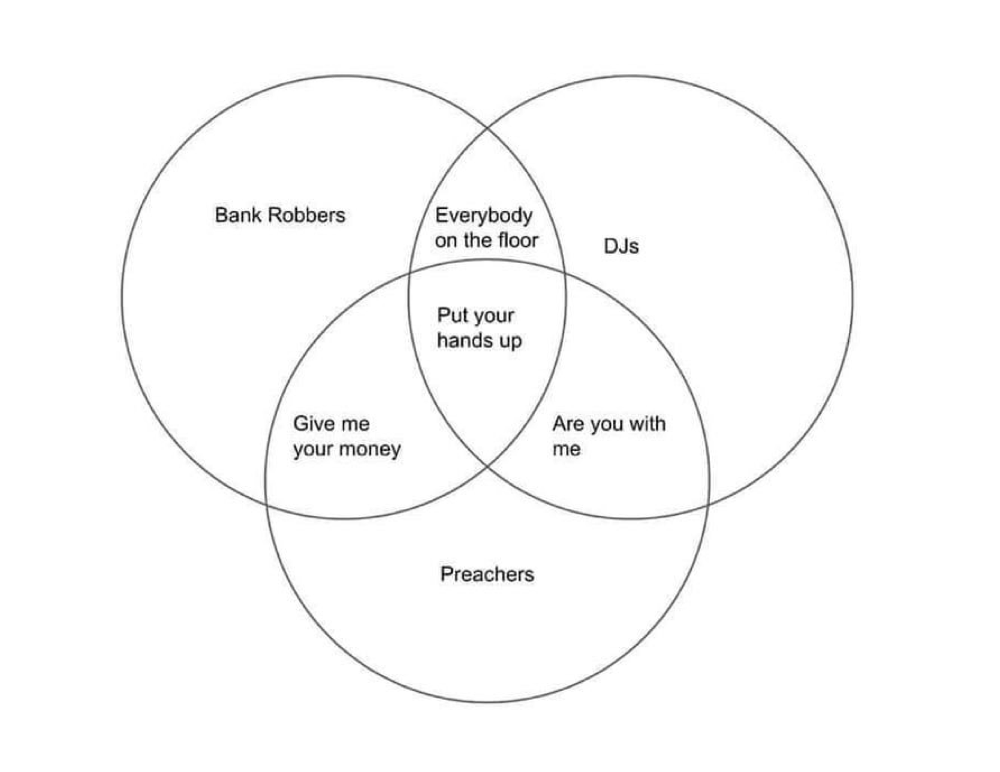 Bank Robbers
Everybody
on the floor
DJs
Put your
hands up
Give me
your money
Are you with
me
Preachers